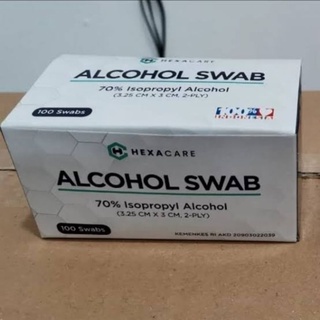 HEXACARE
ALCOHOL SWAB
70% Isopropyl Alcohol
(3.25 CM X 3 CM, 2-PLY)
100 Swabs
100%
HEXACARE
ALCOHOL SWAB
70% Isopropyl Alcohol
(3.25 CM X 3 CM, 2-PLY)
100 Swabs
KEMENKES RI AKD